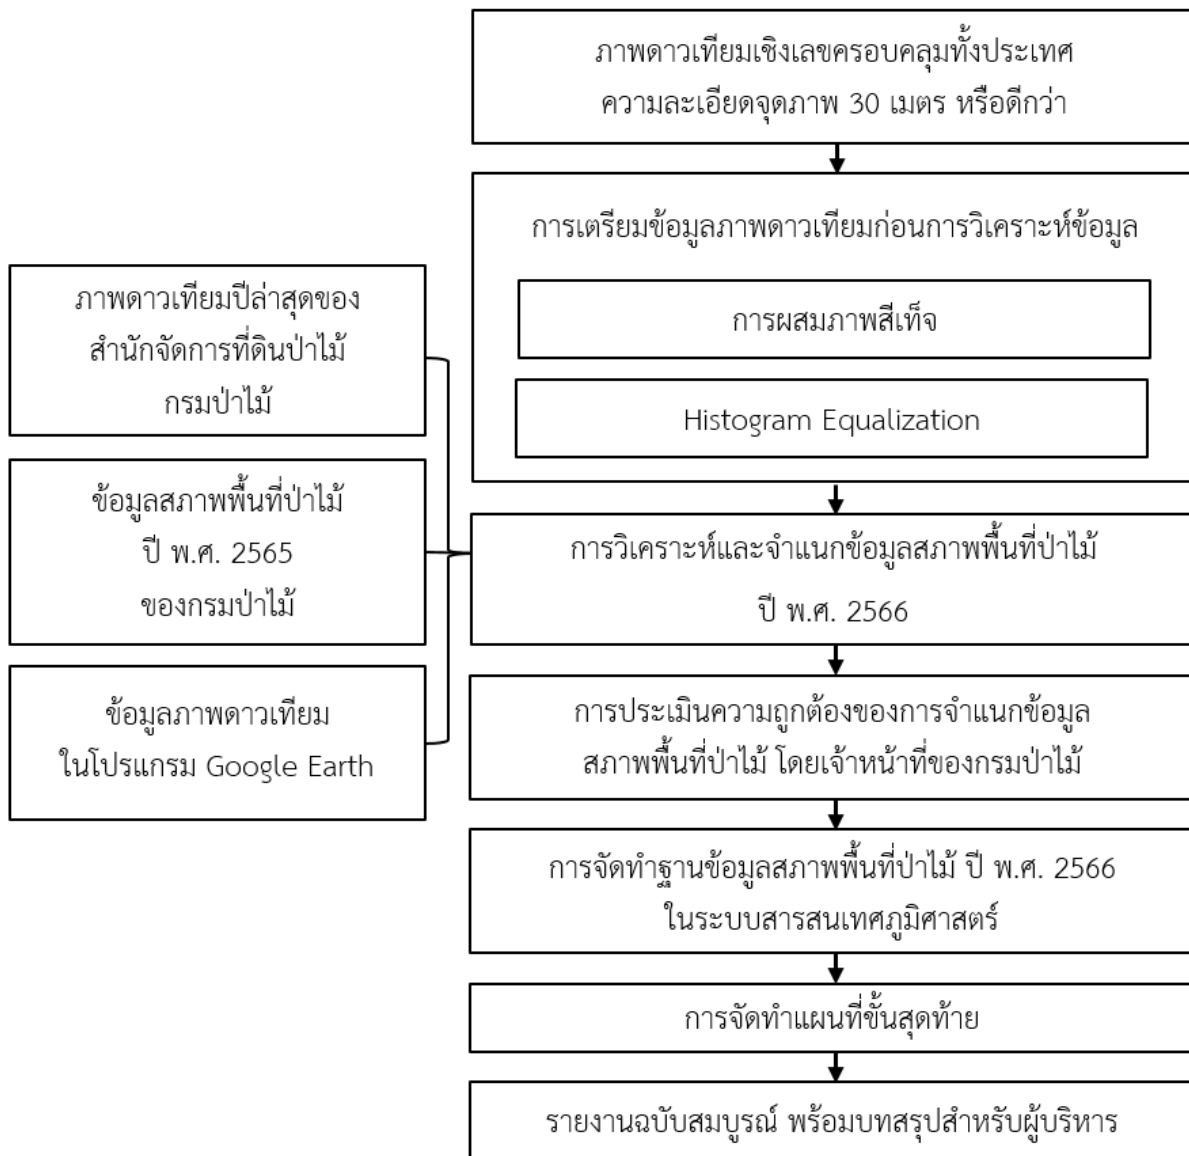 ภาพดาวเทียมเชิงเลขครอบคลุมทั้งประเทศ
ความละเอียดจุดภาพ 30 เมตร หรือดีกว่า
การเตรียมข้อมูลภาพดาวเทียมก่อนการวิเคราะห์ข้อมูล
การผสมภาพสีเท็จ
Histogram Equalization
ภาพดาวเทียมปีล่าสุดของ
สำนักจัดการที่ดินป่าไม้
กรมป่าไม้
ข้อมูลสภาพพื้นที่ป่าไม้
ปี พ.ศ. 2565
ของกรมป่าไม้
ข้อมูลภาพดาวเทียม
ในโปรแกรม Google Earth
การวิเคราะห์และจำแนกข้อมูลสภาพพื้นที่ป่าไม้
ปี พ.ศ. 2566
การประเมินความถูกต้องของการจำแนกข้อมูล
สภาพพื้นที่ป่าไม้ โดยเจ้าหน้าที่ของกรมป่าไม้
การจัดทำฐานข้อมูลสภาพพื้นที่ป่าไม้ ปี พ.ศ. 2566
ในระบบสารสนเทศภูมิศาสตร์
การจัดทำแผนที่ขั้นสุดท้าย
รายงานฉบับสมบูรณ์ พร้อมบทสรุปสำหรับผู้บริหาร